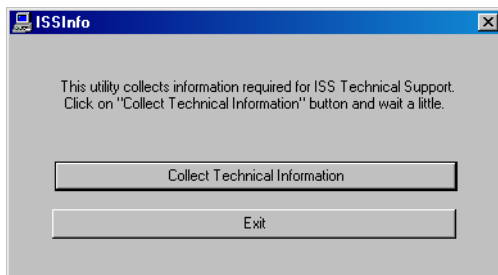 ISSInfo
This utility collects information required for ISS Technical Support.
Click on "Collect Technical Information" button and wait a little.
Collect Technical Information
Exit